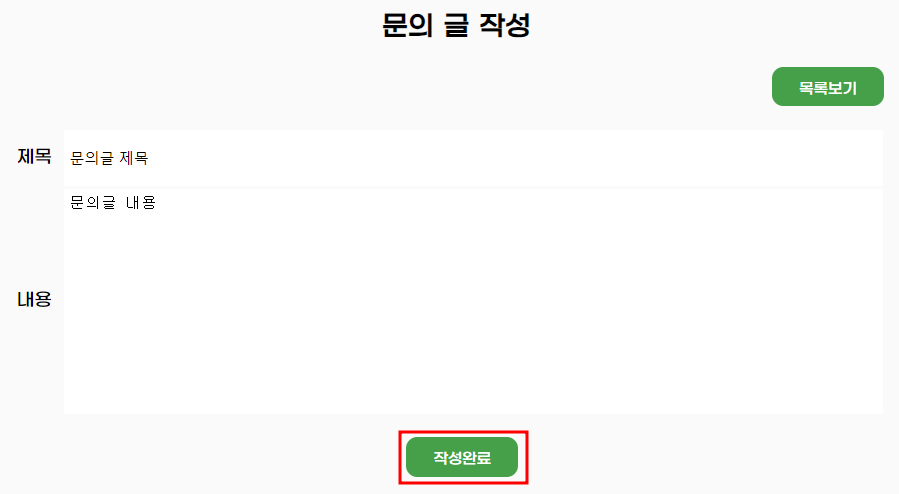 문의 글 작성
목록보기
제목
문의글 제목
문의글 내용
내용
작성완료